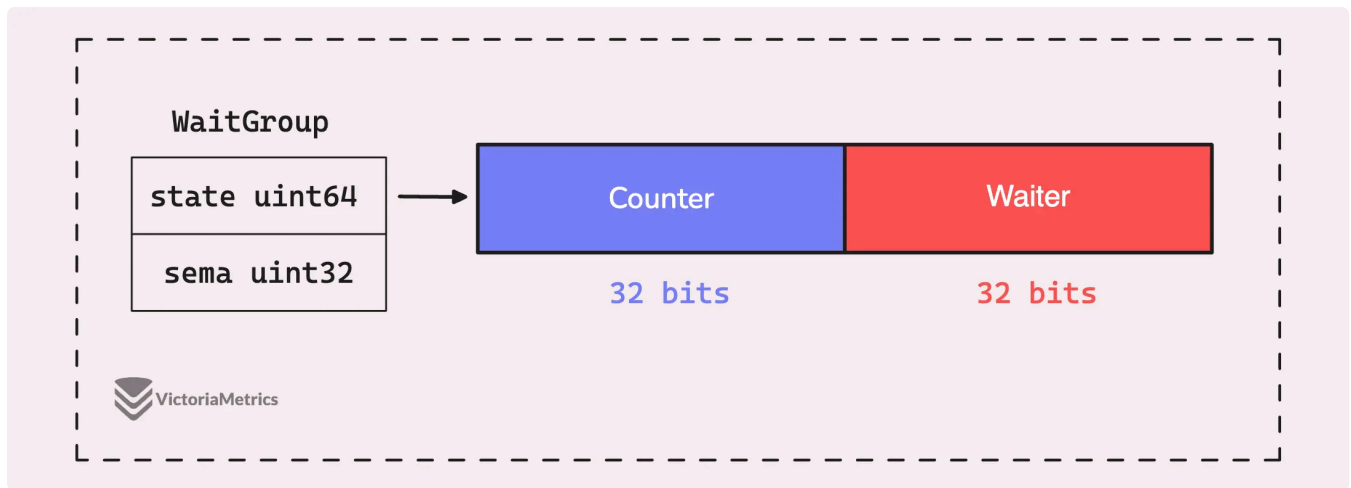 WaitGroup
state uint64
sema uint32
Counter
Waiter
32 bits
32 bits
VictoriaMetrics